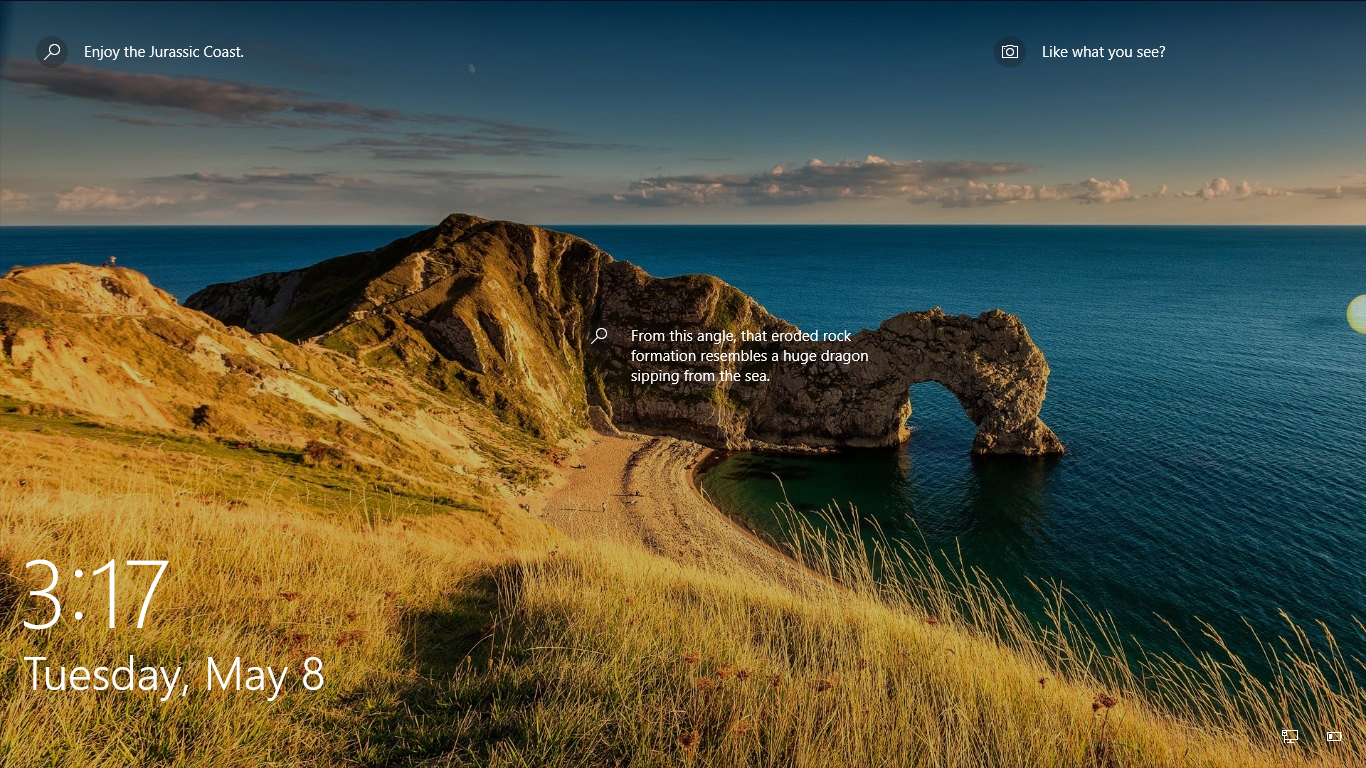 Enjoy the Jurassic Coast.
Like what you see?
From this angle, that eroded rock
formation resembles a huge dragon
sipping from the sea.
3:17
Tuesday, May 8